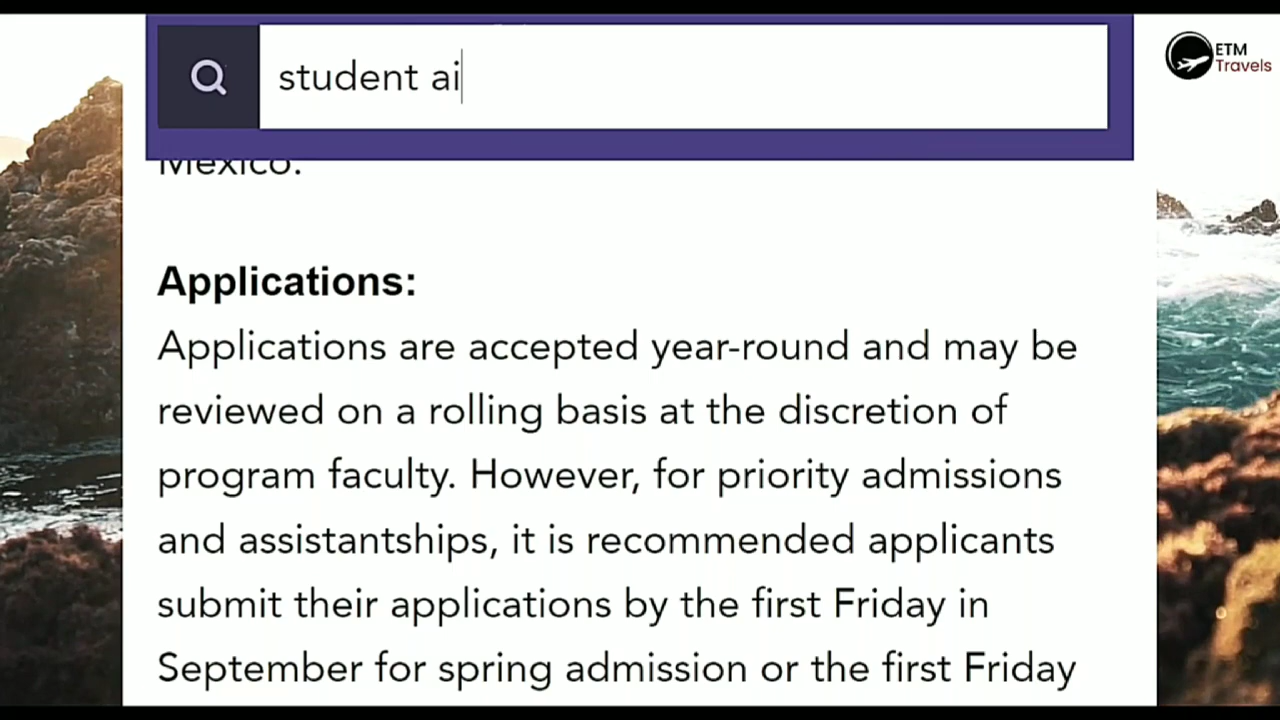 student ai
ETM
Travels
Mexico.
Applications:
Applications are accepted year-round and may be
reviewed on a rolling basis at the discretion of
program faculty. However, for priority admissions
and assistantships, it is recommended applicants
submit their applications by the first Friday in
September for spring admission or the first Friday